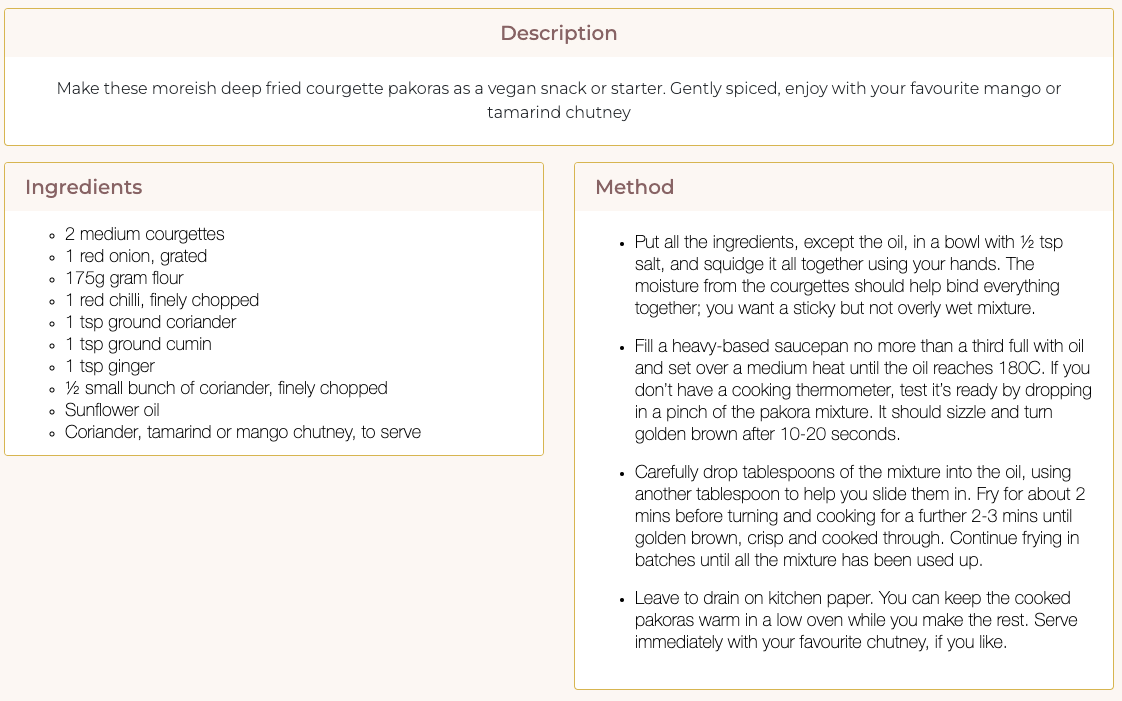 Description
Make these moreish deep fried courgette pakoras as a vegan snack or starter. Gently spiced, enjoy with your favourite mango or
tamarind chutney
Ingredients
2 medium courgettes
1 red onion, grated
175g gram flour
1 red chilli, finely chopped
1 tsp ground coriander
1 tsp ground cumin
1 tsp ginger
½ small bunch of coriander, finely chopped
Sunflower oil
Coriander, tamarind or mango chutney, to serve
Method
Put all the ingredients, except the oil, in a bowl with ½ tsp
salt, and squidge it all together using your hands. The
moisture from the courgettes should help bind everything
together; you want a sticky but not overly wet mixture.
Fill a heavy-based saucepan no more than a third full with oil
and set over a medium heat until the oil reaches 180C. If you
don’t have a cooking thermometer, test it’s ready by dropping
in a pinch of the pakora mixture. It should sizzle and turn
golden brown after 10-20 seconds.
Carefully drop tablespoons of the mixture into the oil, using
another tablespoon to help you slide them in. Fry for about 2
mins before turning and cooking for a further 2-3 mins until
golden brown, crisp and cooked through. Continue frying in
batches until all the mixture has been used up.
Leave to drain on kitchen paper. You can keep the cooked
pakoras warm in a low oven while you make the rest. Serve
immediately with your favourite chutney, if you like.